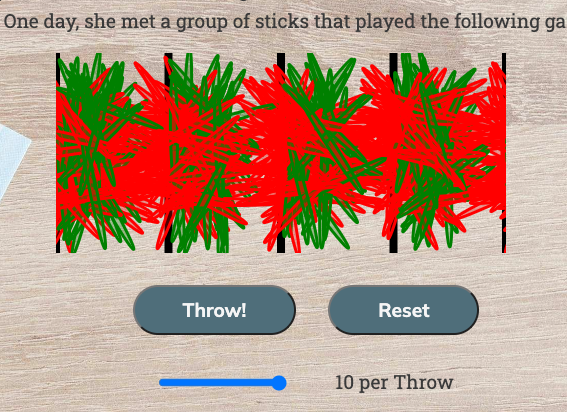 One day, she met a group of sticks that played the following ga
Throw!
Reset
10 per Throw